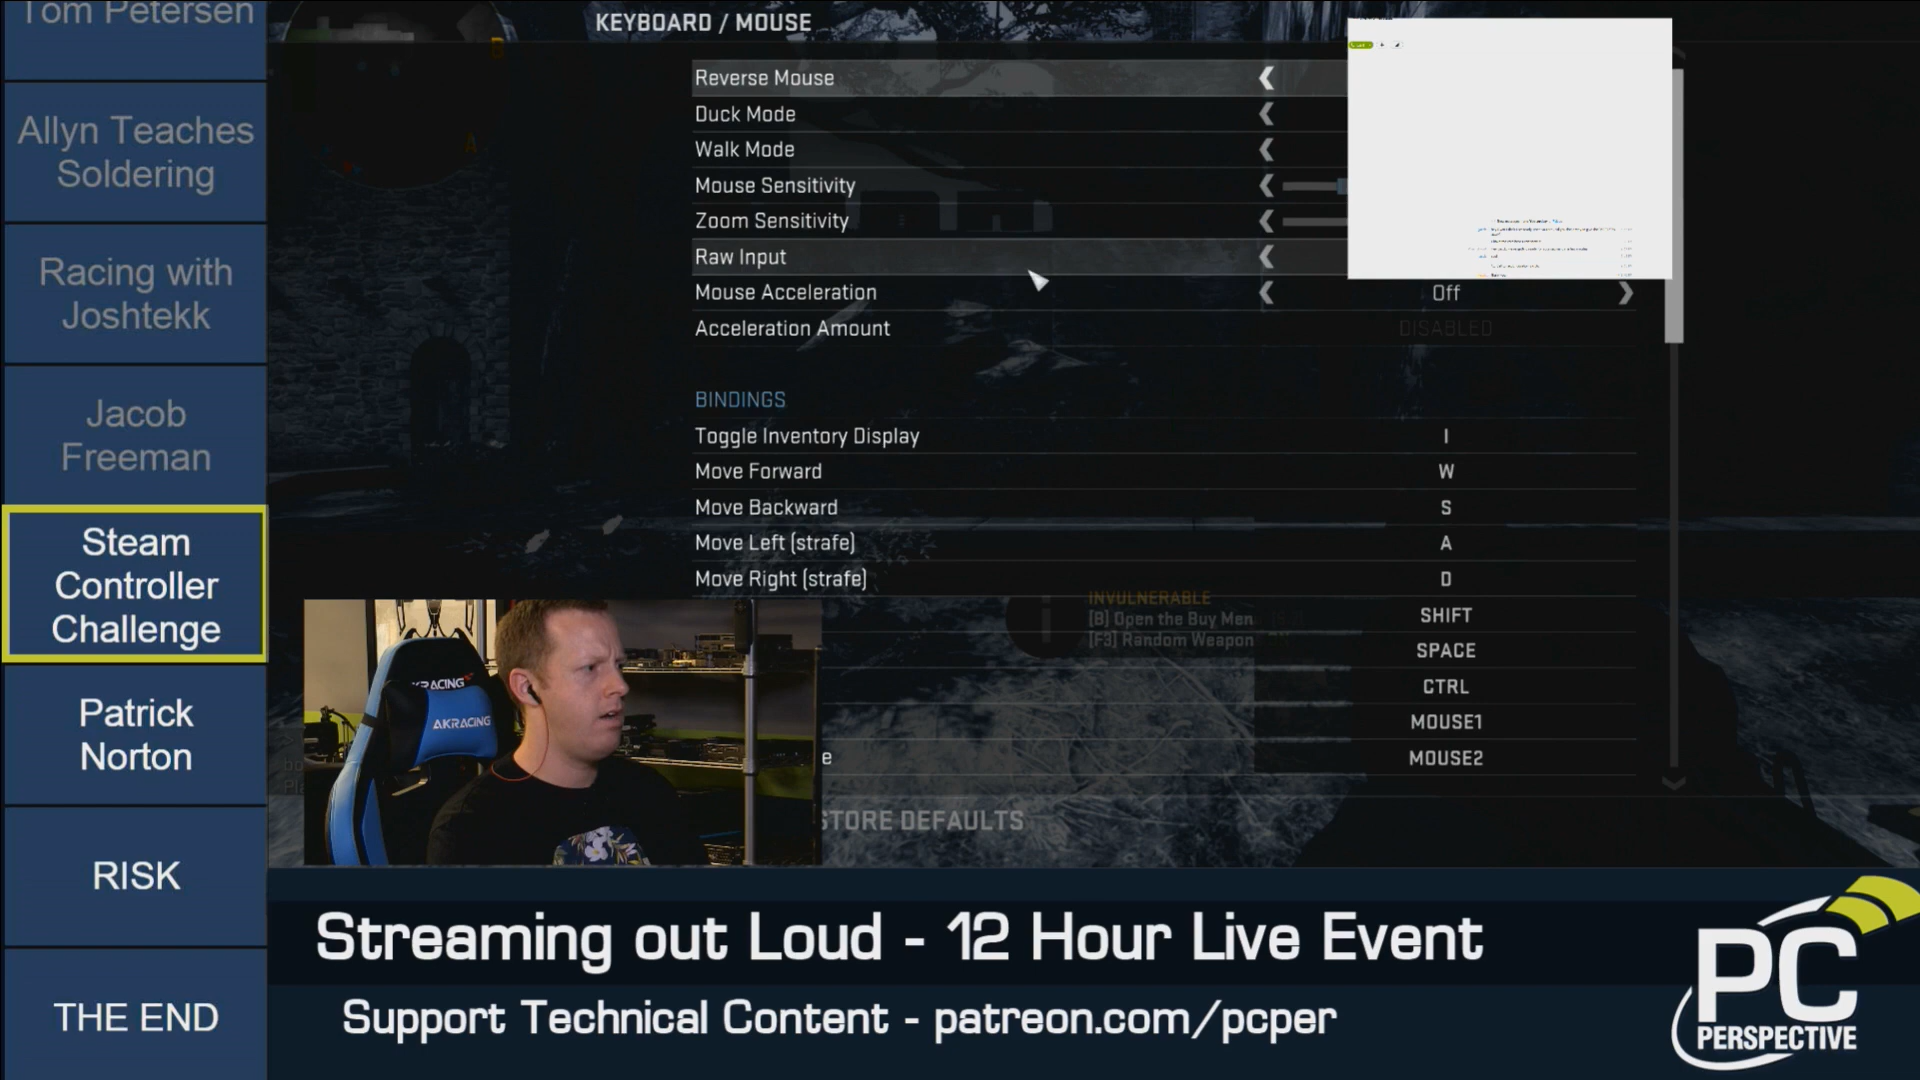 Tom Petersen
Allyn Teaches
Soldering
Racing with
Joshtekk
Jacob
Freeman
Steam
Controller
Challenge
Patrick
Norton
RISK
THE END
KEYBOARD / MOUSE
Reverse Mouse
Duck Mode
Walk Mode
Mouse Sensitivity
Zoom Sensitivity
Raw Input
Mouse Acceleration Off
Acceleration Amount DISABLED
BINDINGS
Toggle Inventory Display I
Move Forward W
Move Backward S
Move Left (strafe) A
Move Right (strafe) D
SHIFT
SPACE
CTRL
MOUSE1
MOUSE2
e
STORE DEFAULTS
B
A
INVULNERABLE
[B] Open the Buy Men
[F3] Random Weapon
AKRACING
AKRACING
Streaming out Loud - 12 Hour Live Event
Support Technical Content - patreon.com/pcper
PC
PERSPECTIVE